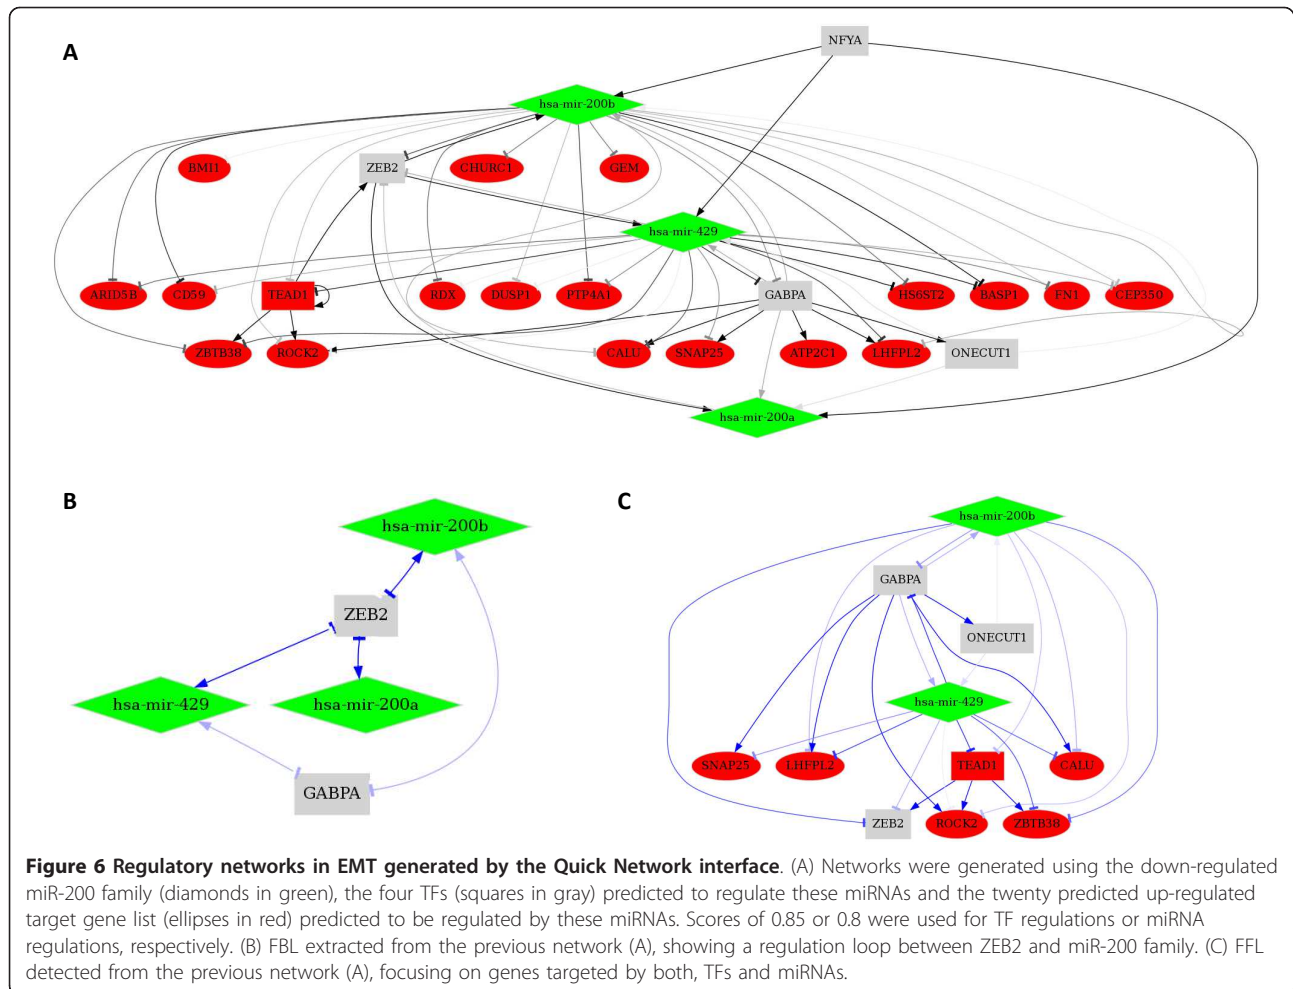 A
NFYA
hsa-mir-200b
BMI1
ZEB2
CHURC1
GEM
hsa-mir-429
ARID5B
CD59
TEAD1
RDX
DUSP1
PTP4A1
GABPA
HS6ST2
BASP1
FN1
CEP350
ZBTB38
ROCK2
CALU
SNAP25
ATP2C1
LHFPL2
ONECUT1
hsa-mir-200a
B
hsa-mir-200b
ZEB2
hsa-mir-429
hsa-mir-200a
GABPA
C
hsa-mir-200b
GABPA
ONECUT1
hsa-mir-429
SNAP25
LHFPL2
TEAD1
CALU
ZEB2
ROCK2
ZBTB38
Figure 6 Regulatory networks in EMT generated by the Quick Network interface. (A) Networks were generated using the down-regulated
miR-200 family (diamonds in green), the four TFs (squares in gray) predicted to regulate these miRNAs and the twenty predicted up-regulated
target gene list (ellipses in red) predicted to be regulated by these miRNAs. Scores of 0.85 or 0.8 were used for TF regulations or miRNA
regulations, respectively. (B) FBL extracted from the previous network (A), showing a regulation loop between ZEB2 and miR-200 family. (C) FFL
detected from the previous network (A), focusing on genes targeted by both, TFs and miRNAs.